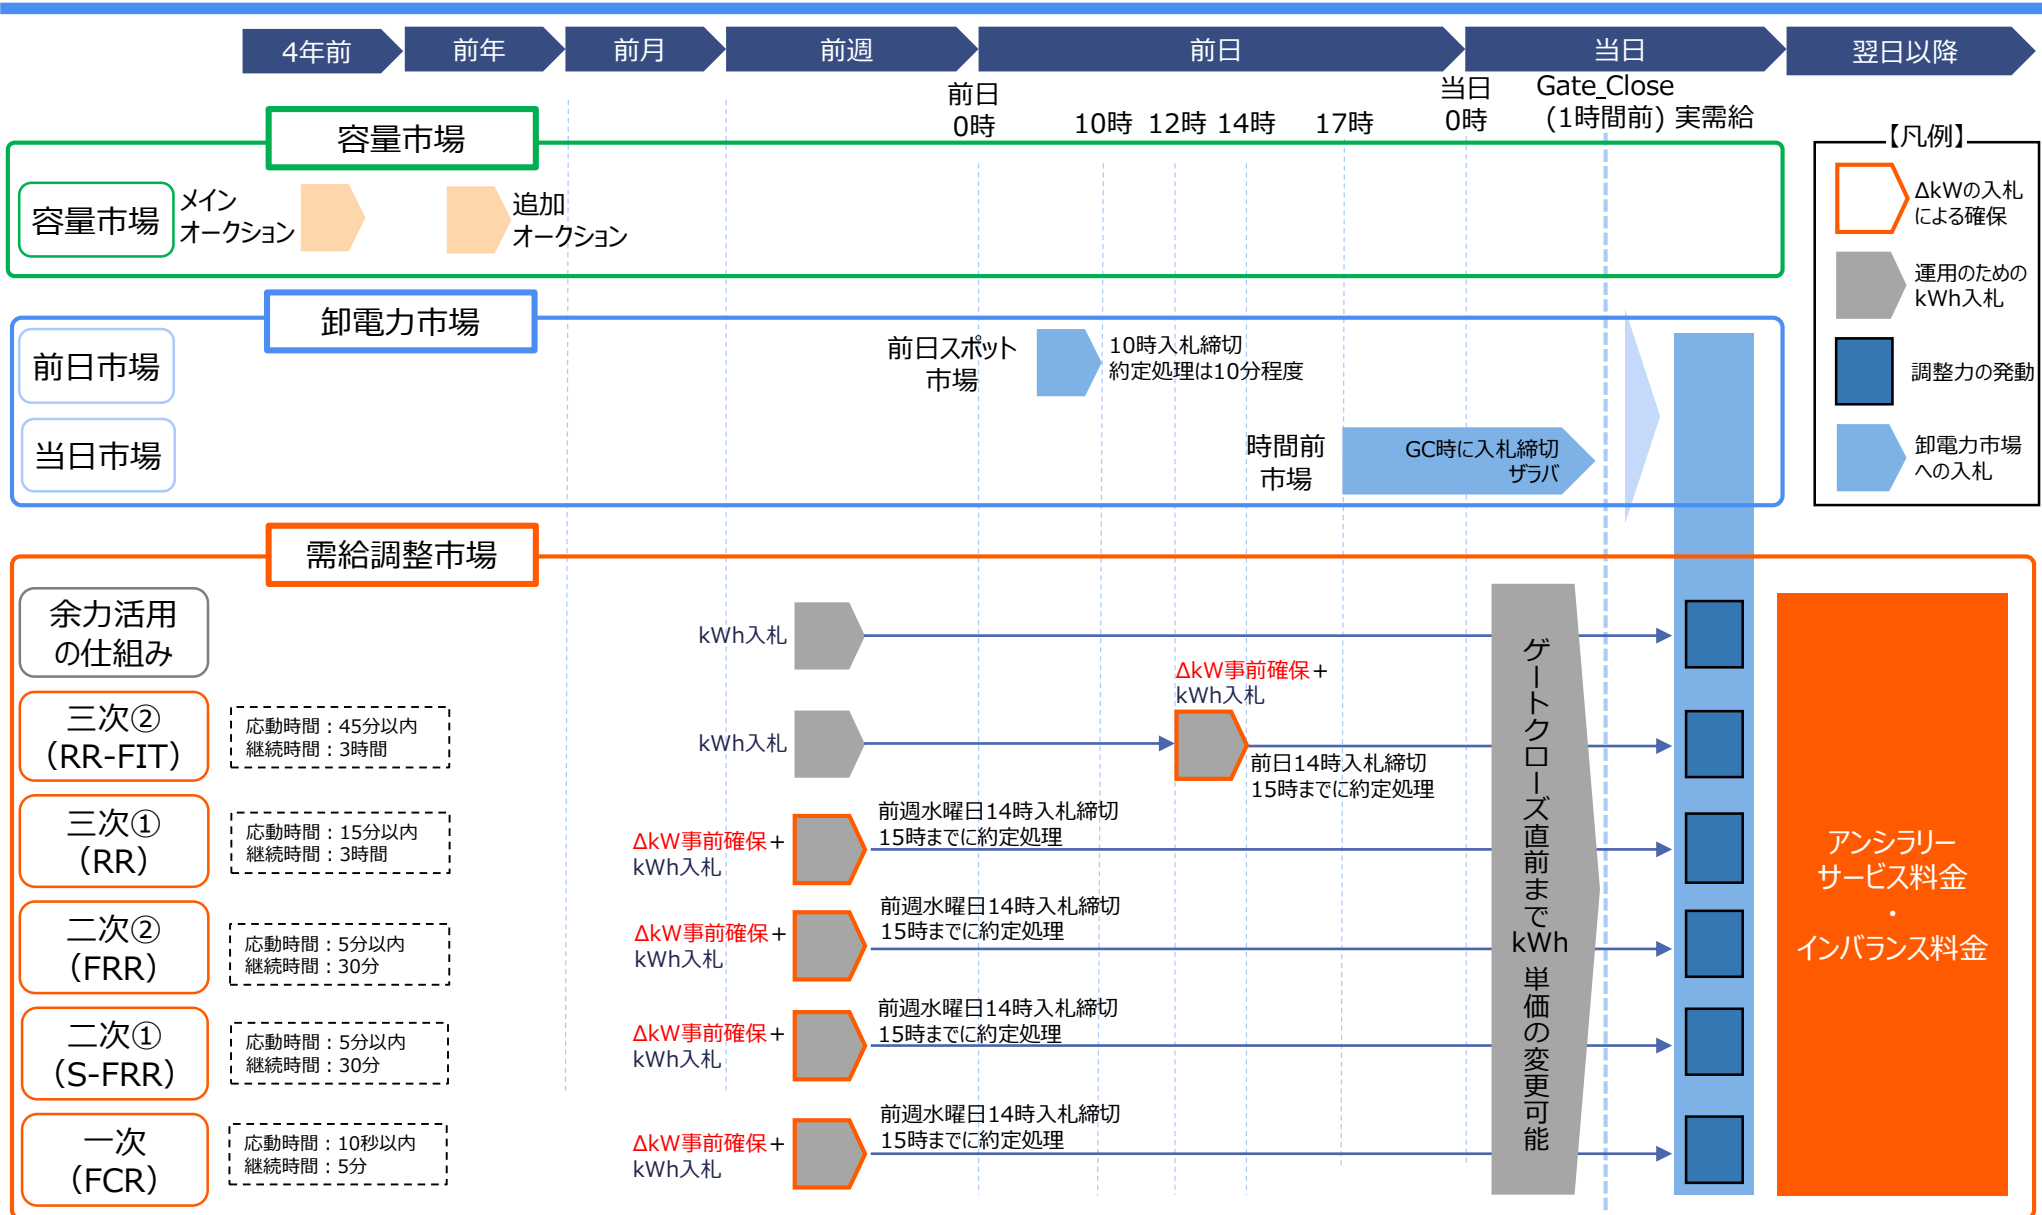 4年前
前年
前月
前週
前日
当日
翌日以降
前日
0時
10時
12時
14時
17時
当日
0時
Gate_Close
(1時間前)
実需給
容量市場
容量市場
メイン
オークション
追加
オークション
【凡例】
ΔkWの入札
による確保
運用のための
kWh入札
調整力の発動
卸電力市場
への入札
卸電力市場
前日市場
前日スポット
市場
10時入札締切
約定処理は10分程度
当日市場
時間前
市場
GC時に入札締切
ザラバ
需給調整市場
余力活用
の仕組み
kWh入札
三次②
（RR-FIT）
応動時間：45分以内
継続時間：3時間
kWh入札
ΔkW事前確保+
kWh入札
前日14時入札締切
15時までに約定処理
三次①
（RR）
応動時間：15分以内
継続時間：3時間
ΔkW事前確保+
kWh入札
前週水曜日14時入札締切
15時までに約定処理
二次②
（FRR）
応動時間：5分以内
継続時間：30分
ΔkW事前確保+
kWh入札
前週水曜日14時入札締切
15時までに約定処理
二次①
（S-FRR）
応動時間：5分以内
継続時間：30分
ΔkW事前確保+
kWh入札
前週水曜日14時入札締切
15時までに約定処理
一次
（FCR）
応動時間：10秒以内
継続時間：5分
ΔkW事前確保+
kWh入札
前週水曜日14時入札締切
15時までに約定処理
ゲートクローズ直前までkWh単価の変更可能
アンシラリー
サービス料金
・
インバランス料金